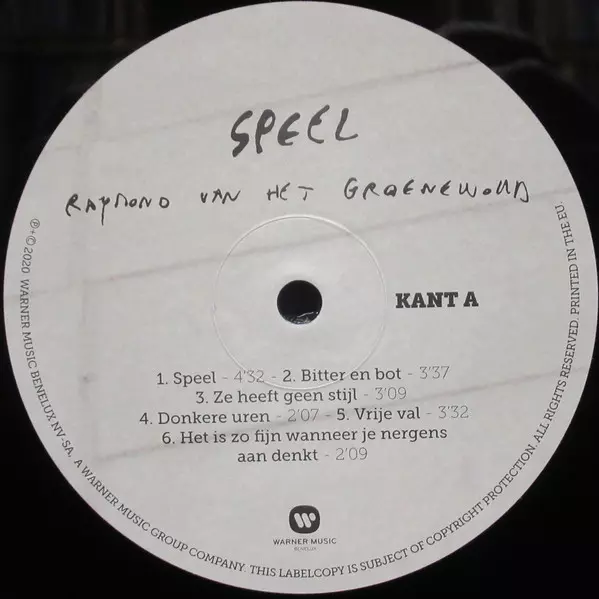 SPEEL
RAYMOND VAN HET GROENEWOUD
KANT A
1. Speel - 4'32 - 2. Bitter en bot - 3'37
3. Ze heeft geen stijl - 3'09
4. Donkere uren - 2'07 - 5. Vrije val - 3'32
6. Het is zo fijn wanneer je nergens
aan denkt - 2'09
WARNER MUSIC
BENELUX
℗+© 2020 WARNER MUSIC BENELUX NV-SA, A WARNER MUSIC GROUP COMPANY. THIS LABELCOPY IS SUBJECT OF COPYRIGHT PROTECTION. ALL RIGHTS RESERVED. PRINTED IN THE EU.